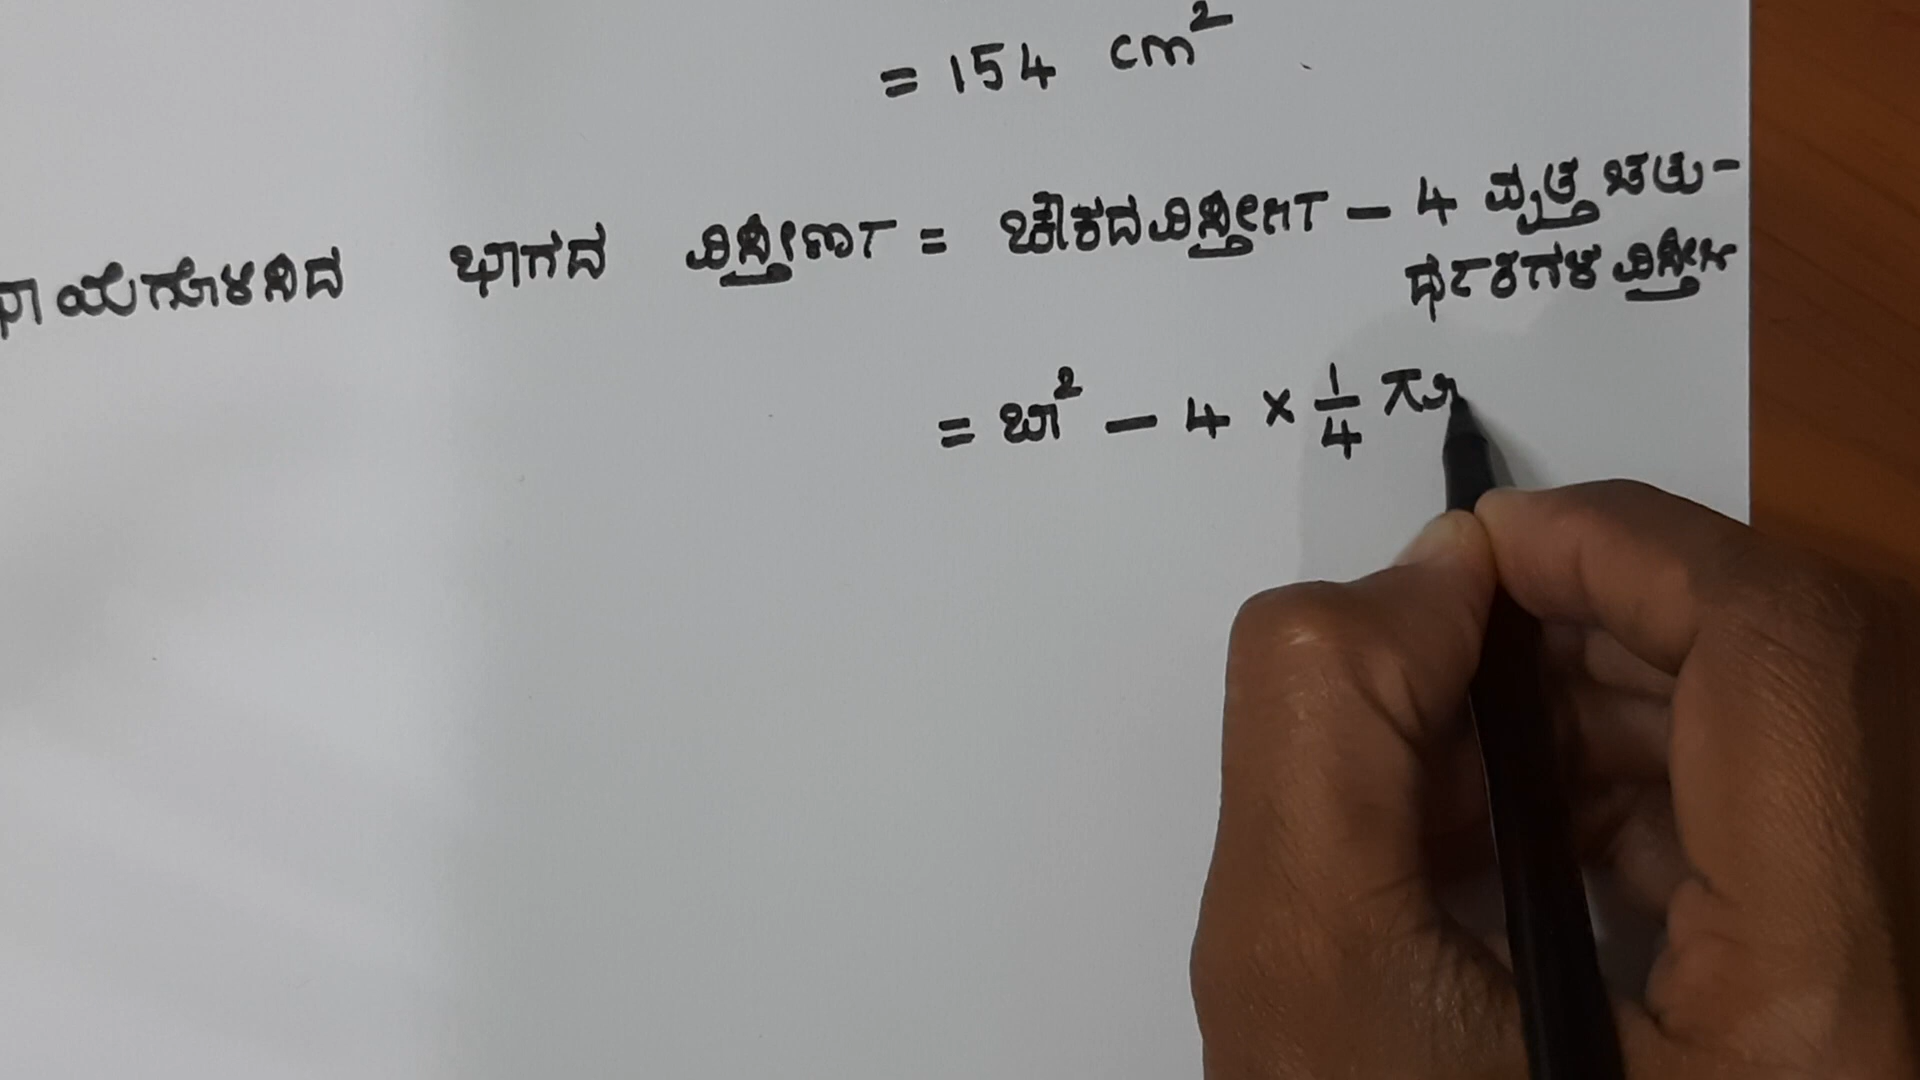 = 154 cm²
ಾಯೆಗೊಳಿಸಿದ ಭಾಗದ ವಿಸ್ತೀರ್ಣ = ಚೌಕದ ವಿಸ್ತೀರ್ಣ – 4 ವೃತ್ತ ಚತು-
ರ್ಥಕಗಳ ವಿಸ್ತೀರ್ಣ
= ಬಾ² – 4 × 1/4 πr